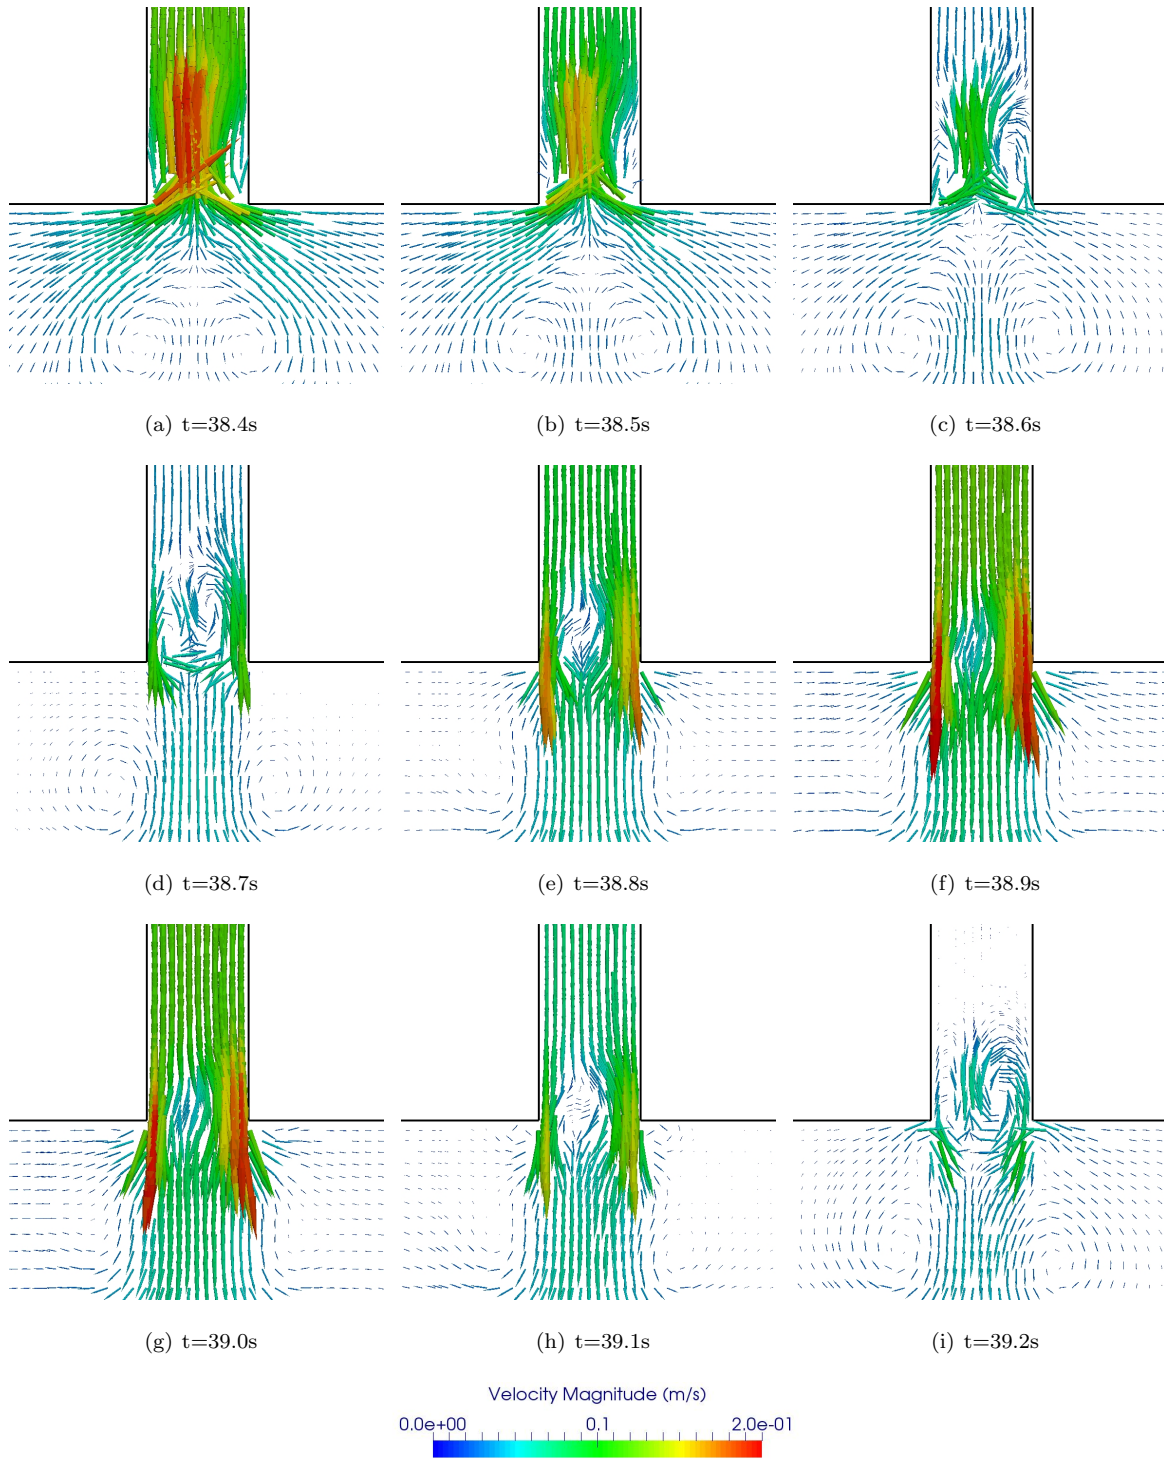 (a) t=38.4s
(b) t=38.5s
(c) t=38.6s
(d) t=38.7s
(e) t=38.8s
(f) t=38.9s
(g) t=39.0s
(h) t=39.1s
(i) t=39.2s
Velocity Magnitude (m/s)
0.0e+00 0.1 2.0e-01